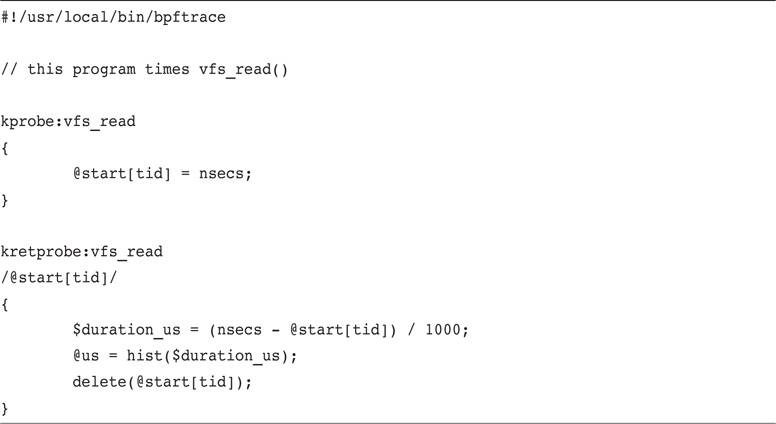 #!/usr/local/bin/bpftrace
// this program times vfs_read()
kprobe:vfs_read
{
        @start[tid] = nsecs;
}
kretprobe:vfs_read
/@start[tid]/
{
        $duration_us = (nsecs - @start[tid]) / 1000;
        @us = hist($duration_us);
        delete(@start[tid]);
}